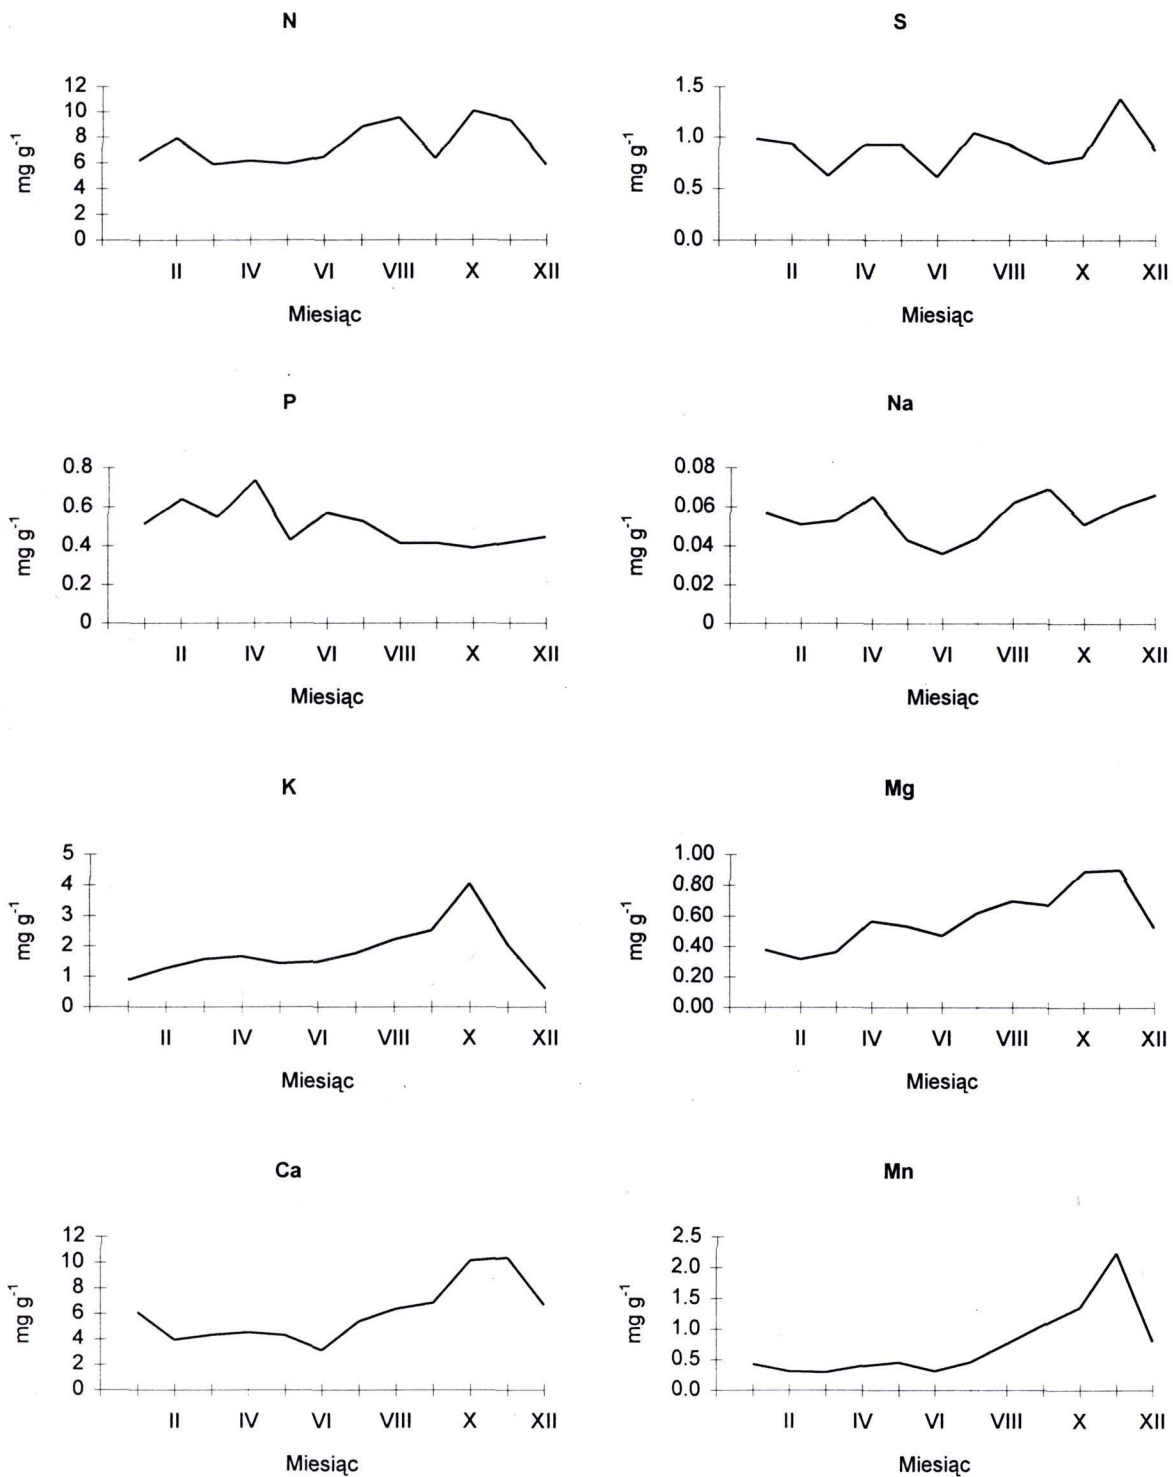 N
mg g-1
12
10
8
6
4
2
0
II IV VI VIII X XII
Miesiąc
S
mg g-1
1.5
1.0
0.5
0.0
II IV VI VIII X XII
Miesiąc
P
mg g-1
0.8
0.6
0.4
0.2
0
II IV VI VIII X XII
Miesiąc
Na
mg g-1
0.08
0.06
0.04
0.02
0
II IV VI VIII X XII
Miesiąc
K
mg g-1
5
4
3
2
1
0
II IV VI VIII X XII
Miesiąc
Mg
mg g-1
1.00
0.80
0.60
0.40
0.20
0.00
II IV VI VIII X XII
Miesiąc
Ca
mg g-1
12
10
8
6
4
2
0
II IV VI VIII X XII
Miesiąc
Mn
mg g-1
2.5
2.0
1.5
1.0
0.5
0.0
II IV VI VIII X XII
Miesiąc